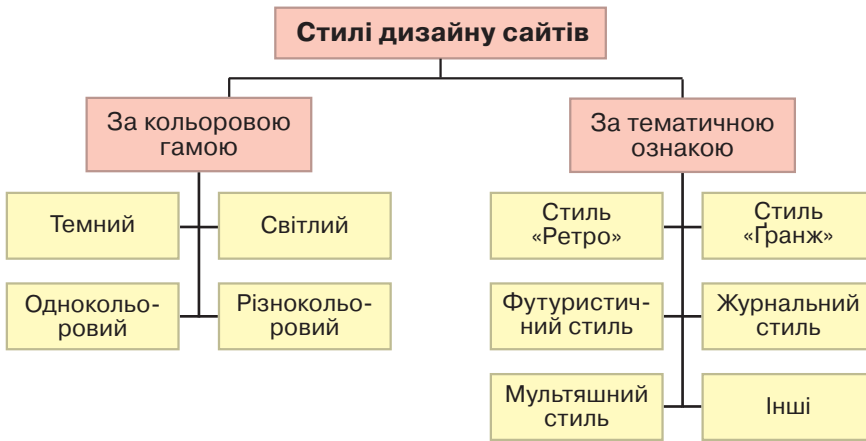 Стилі дизайну сайтів
За кольоровою
гамою
За тематичною
ознакою
Темний
Світлий
Однокольо-
ровий
Різнокольо-
ровий
Стиль
«Ретро»
Стиль
«Ґранж»
Футуристич-
ний стиль
Журнальний
стиль
Мультяшний
стиль
Інші